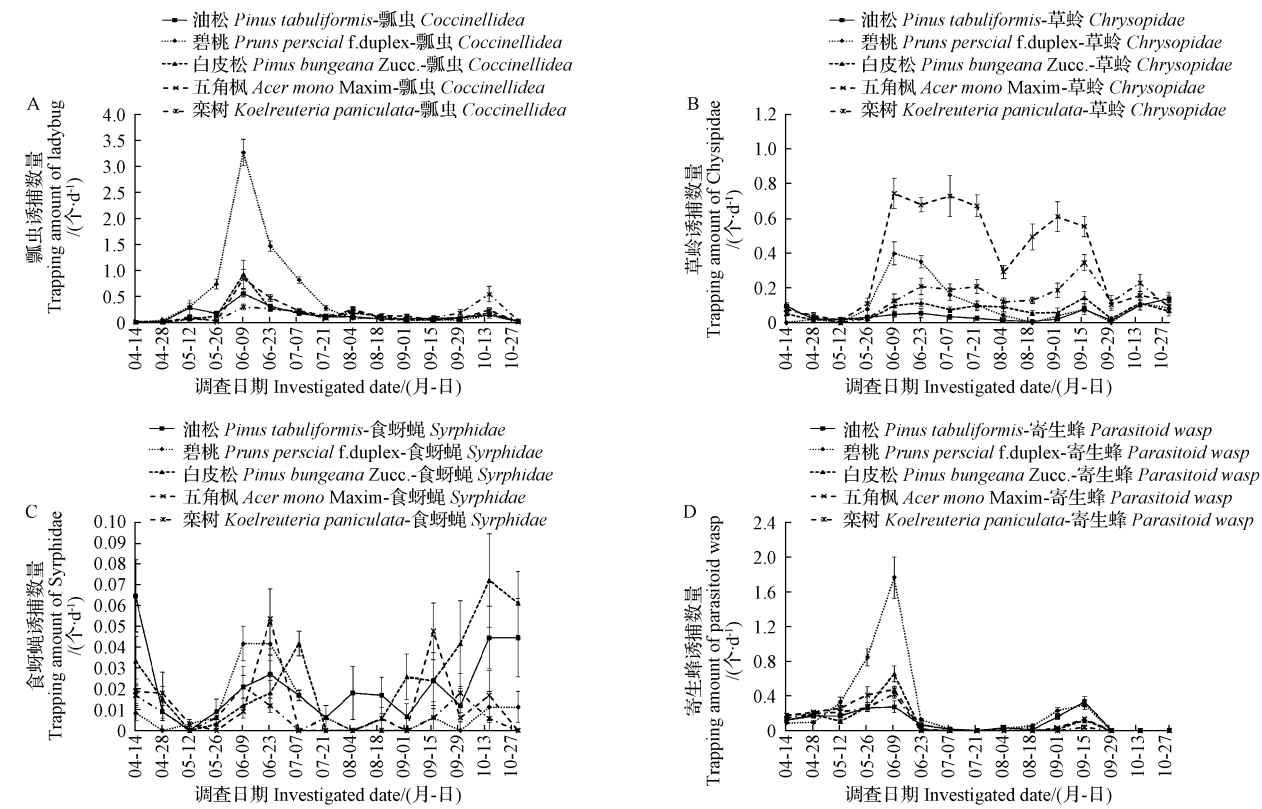 油松 Pinus tabuliformis-瓢虫 Coccinellidea
碧桃 Pruns perscial f.duplex-瓢虫 Coccinellidea
白皮松 Pinus bungeana Zucc.-瓢虫 Coccinellidea
五角枫 Acer mono Maxim-瓢虫 Coccinellidea
栾树 Koelreuteria paniculata-瓢虫 Coccinellidea
A
4.0
3.5
3.0
2.5
2.0
1.5
1.0
0.5
0
瓢虫诱捕数量
Trapping amount of ladybug
/(个·d⁻¹)
04-14
04-28
05-12
05-26
06-09
06-23
07-07
07-21
08-04
08-18
09-01
09-15
09-29
10-13
10-27
调查日期 Investigated date/(月-日)
油松 Pinus tabuliformis-草蛉 Chrysopidae
碧桃 Pruns perscial f.duplex-草蛉 Chrysopidae
白皮松 Pinus bungeana Zucc.-草蛉 Chrysopidae
五角枫 Acer mono Maxim-草蛉 Chrysopidae
栾树 Koelreuteria paniculata-草蛉 Chrysopidae
B
1.2
1.0
0.8
0.6
0.4
0.2
0
草蛉诱捕数量
Trapping amount of Chysipidae
/(个·d⁻¹)
04-14
04-28
05-12
05-26
06-09
06-23
07-07
07-21
08-04
08-18
09-01
09-15
09-29
10-13
10-27
调查日期 Investigated date/(月-日)
油松 Pinus tabuliformis-食蚜蝇 Syrphidae
碧桃 Pruns perscial f.duplex-食蚜蝇 Syrphidae
白皮松 Pinus bungeana Zucc.-食蚜蝇 Syrphidae
五角枫 Acer mono Maxim-食蚜蝇 Syrphidae
栾树 Koelreuteria paniculata-食蚜蝇 Syrphidae
C
0.10
0.09
0.08
0.07
0.06
0.05
0.04
0.03
0.02
0.01
0
食蚜蝇诱捕数量
Trapping amount of Syrphidae
/(个·d⁻¹)
04-14
04-28
05-12
05-26
06-09
06-23
07-07
07-21
08-04
08-18
09-01
09-15
09-29
10-13
10-27
调查日期 Investigated date/(月-日)
油松 Pinus tabuliformis-寄生蜂 Parasitoid wasp
碧桃 Pruns perscial f.duplex-寄生蜂 Parasitoid wasp
白皮松 Pinus bungeana Zucc.-寄生蜂 Parasitoid wasp
五角枫 Acer mono Maxim-寄生蜂 Parasitoid wasp
栾树 Koelreuteria paniculata-寄生蜂 Parasitoid wasp
D
2.4
2.0
1.6
1.2
0.8
0.4
0
寄生蜂诱捕数量
Trapping amount of parasitoid wasp
/(个·d⁻¹)
04-14
04-28
05-12
05-26
06-09
06-23
07-07
07-21
08-04
08-18
09-01
09-15
09-29
10-13
10-27
调查日期 Investigated date/(月-日)